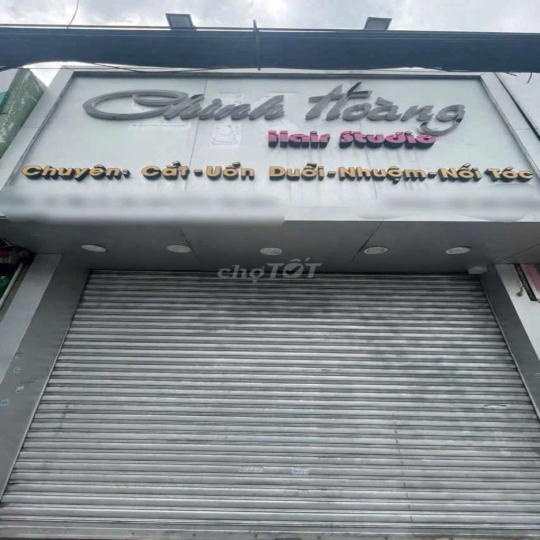 Chinh Hoàng
Hair Studio
Chuyên: Cắt - Uốn Duỗi - Nhuộm - Nối Tóc
chợTỐT